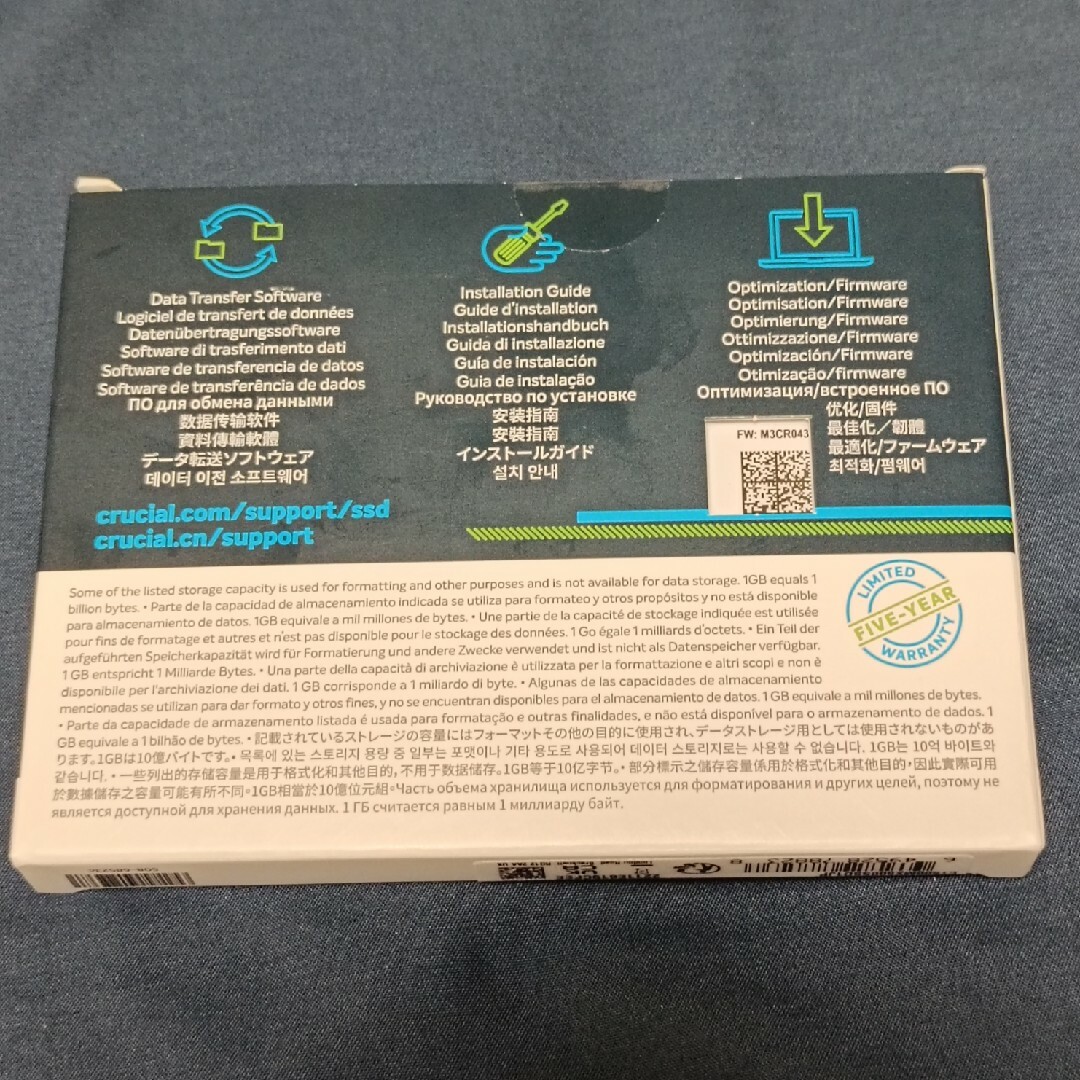 Data Transfer Software
Logiciel de transfert de données
Datenübertragungssoftware
Software di trasferimento dati
Software de transferencia de datos
Software de transferência de dados
ПО для обмена данными
数据传输软件
資料傳輸軟體
データ転送ソフトウェア
데이터 이전 소프트웨어
crucial.com/support/ssd
crucial.cn/support
Installation Guide
Guide d'installation
Installationshandbuch
Guida di installazione
Guía de instalación
Guia de instalação
Руководство по установке
安装指南
安裝指南
インストールガイド
설치 안내
Optimization/Firmware
Optimisation/Firmware
Optimierung/Firmware
Ottimizzazione/Firmware
Optimización/Firmware
Otimização/firmware
Оптимизация/встроенное ПО
优化/固件
最佳化／韌體
最適化/ファームウェア
최적화/펌웨어
FW: M3CR043
Some of the listed storage capacity is used for formatting and other purposes and is not available for data storage. 1GB equals 1
billion bytes. • Parte de la capacidad de almacenamiento indicada se utiliza para formateo y otros propósitos y no está disponible
para almacenamiento de datos. 1GB equivale a mil millones de bytes. • Une partie de la capacité de stockage indiquée est utilisée
pour fins de formatage et autres et n'est pas disponible pour le stockage des données. 1 Go égale 1 milliards d'octets. • Ein Teil der
aufgeführten Speicherkapazität wird für Formatierung und andere Zwecke verwendet und ist nicht als Datenspeicher verfügbar.
1 GB entspricht 1 Milliarde Bytes. • Una parte della capacità di archiviazione è utilizzata per la formattazione e altri scopi e non è
disponibile per l'archiviazione dei dati. 1 GB corrisponde a 1 miliardo di byte. • Algunas de las capacidades de almacenamiento
mencionadas se utilizan para dar formato y otros fines, y no se encuentran disponibles para el almacenamiento de datos. 1 GB equivale a mil millones de bytes.
• Parte da capacidade de armazenamento listada é usada para formatação e outras finalidades, e não está disponível para o armazenamento de dados. 1
GB equivale a 1 bilhão de bytes. • 記載されているストレージの容量にはフォーマットその他の目的に使用され、データストレージ用としては使用されないものがあ
ります。1GBは10億バイトです。• 목록에 있는 스토리지 용량 중 일부는 포맷이나 기타 용도로 사용되어 데이터 스토리지로는 사용할 수 없습니다. 1GB는 10억 바이트와
같습니다. • 一些列出的存储容量是用于格式化和其他目的, 不用于数据储存。1GB等于10亿字节。• 部分標示之儲存容量係用於格式化和其他目的，因此實際可用
於數據儲存之容量可能有所不同。1GB相當於10億位元組。Часть объема хранилища используется для форматирования и других целей, поэтому не
является доступной для хранения данных. 1 ГБ считается равным 1 миллиарду байт.
LIMITED
FIVE-YEAR
WARRANTY